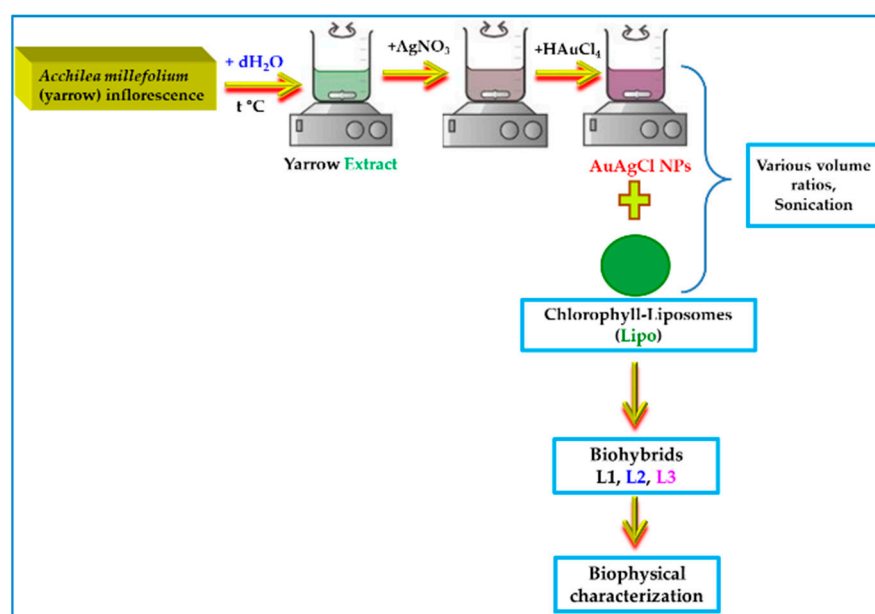 Acchilea millefolium
(yarrow) inflorescence
+ dH₂O
t °C
Yarrow Extract
+AgNO₃
+HAuCl₄
AuAgCl NPs
Various volume
ratios,
Sonication
Chlorophyll-Liposomes
(Lipo)
Biohybrids
L1, L2, L3
Biophysical
characterization